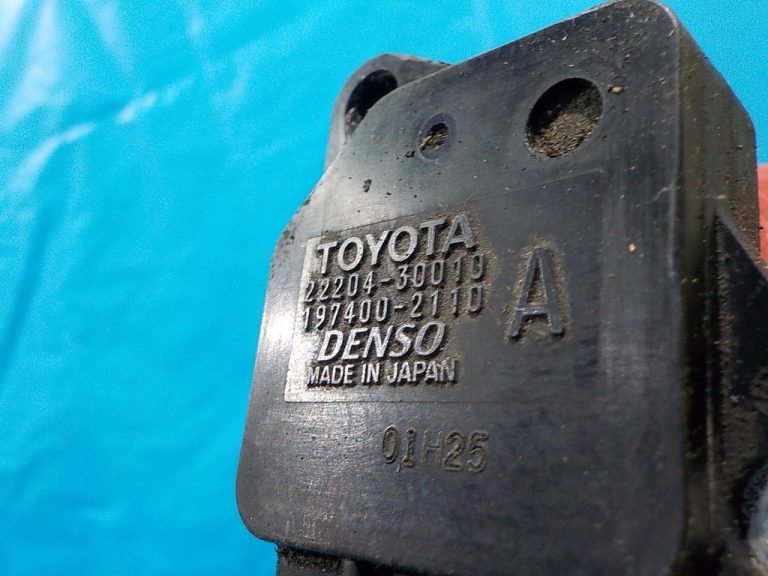 TOYOTA
22204-30010
197400-2110
A
DENSO
MADE IN JAPAN
01H25